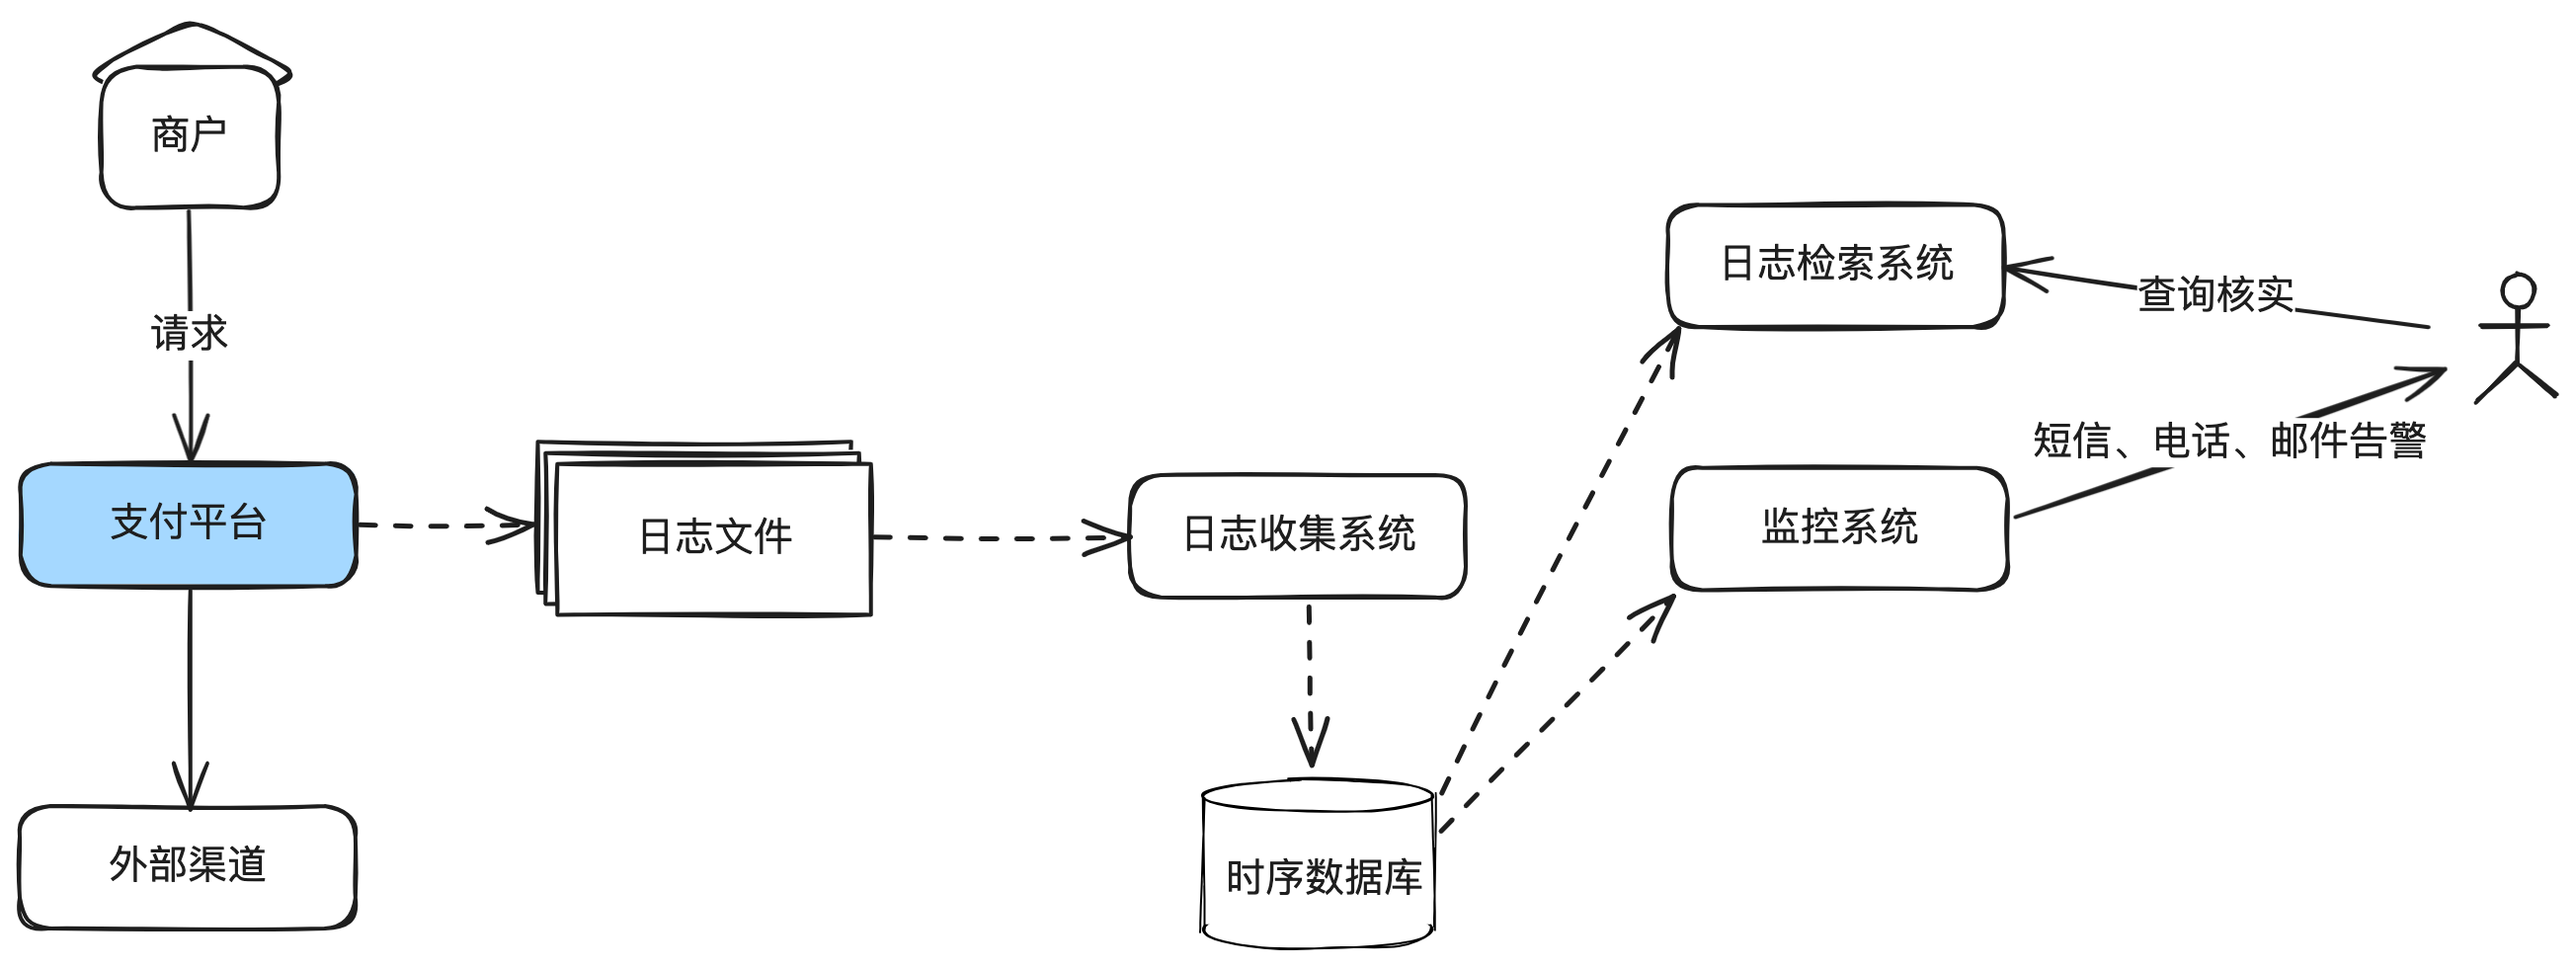 商户
请求
支付平台
外部渠道
日志文件
日志收集系统
时序数据库
日志检索系统
监控系统
查询核实
短信、电话、邮件告警